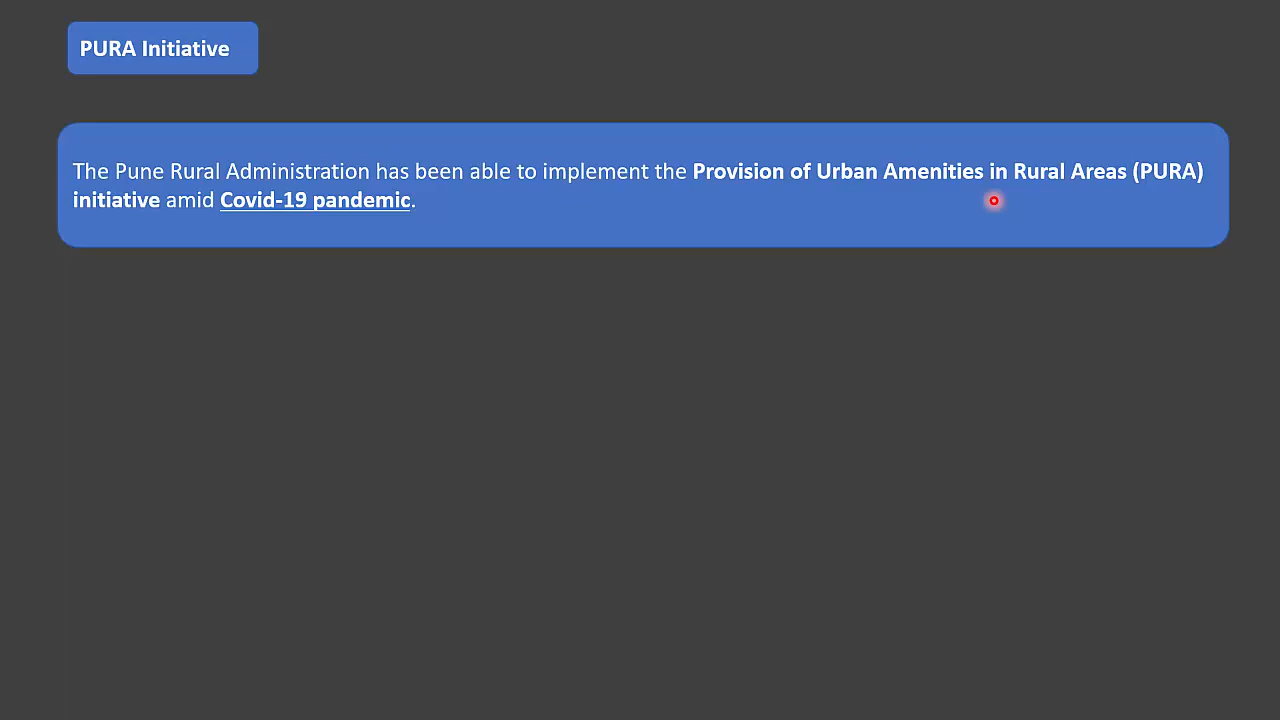 PURA Initiative
The Pune Rural Administration has been able to implement the Provision of Urban Amenities in Rural Areas (PURA)
initiative amid Covid-19 pandemic.